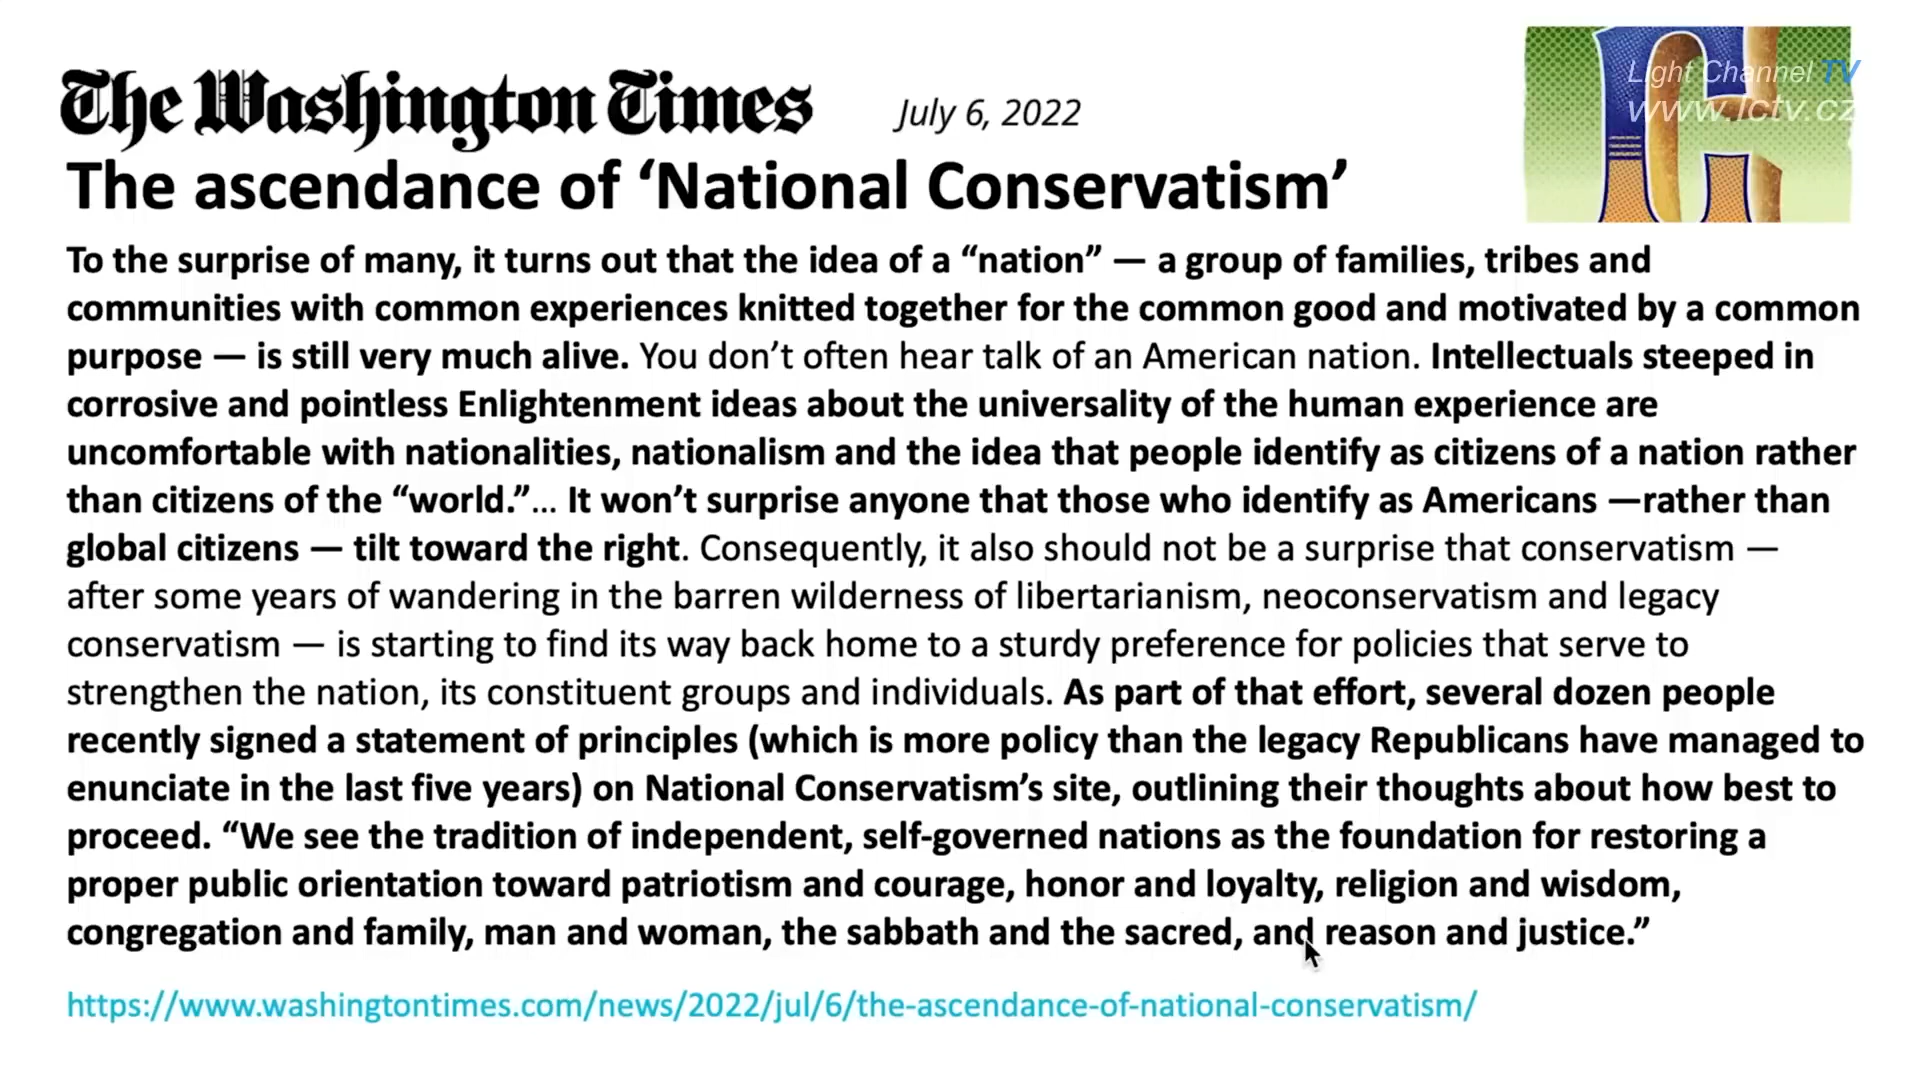 The Washington Times
July 6, 2022
Light Channel TV
www.lctv.cz
The ascendance of ‘National Conservatism’
To the surprise of many, it turns out that the idea of a “nation” — a group of families, tribes and
communities with common experiences knitted together for the common good and motivated by a common
purpose — is still very much alive. You don’t often hear talk of an American nation. Intellectuals steeped in
corrosive and pointless Enlightenment ideas about the universality of the human experience are
uncomfortable with nationalities, nationalism and the idea that people identify as citizens of a nation rather
than citizens of the “world.”… It won’t surprise anyone that those who identify as Americans —rather than
global citizens — tilt toward the right. Consequently, it also should not be a surprise that conservatism —
after some years of wandering in the barren wilderness of libertarianism, neoconservatism and legacy
conservatism — is starting to find its way back home to a sturdy preference for policies that serve to
strengthen the nation, its constituent groups and individuals. As part of that effort, several dozen people
recently signed a statement of principles (which is more policy than the legacy Republicans have managed to
enunciate in the last five years) on National Conservatism’s site, outlining their thoughts about how best to
proceed. “We see the tradition of independent, self-governed nations as the foundation for restoring a
proper public orientation toward patriotism and courage, honor and loyalty, religion and wisdom,
congregation and family, man and woman, the sabbath and the sacred, and reason and justice.”
https://www.washingtontimes.com/news/2022/jul/6/the-ascendance-of-national-conservatism/